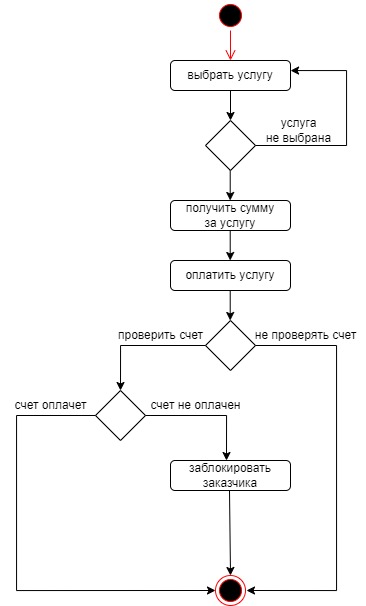 выбрать услугу
услуга
не выбрана
получить сумму
за услугу
оплатить услугу
проверить счет
не проверять счет
счет оплачет
счет не оплачен
заблокировать
заказчика